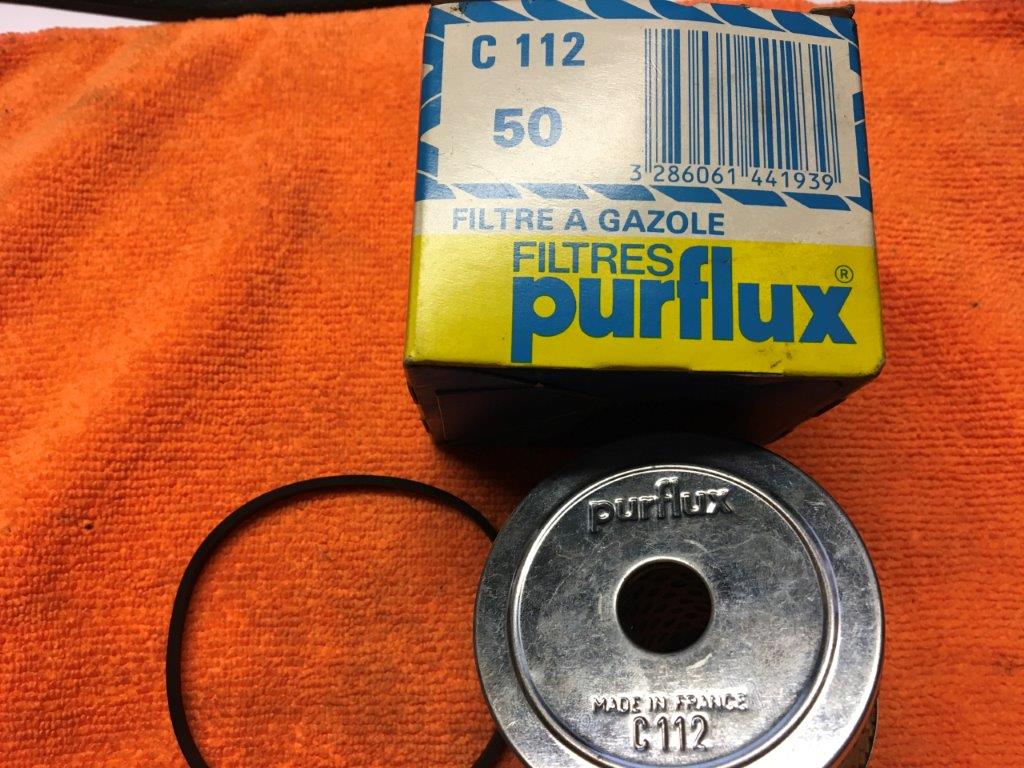 C 112
50
3 286061 441939
FILTRE A GAZOLE
FILTRES
purflux®
purflux
MADE IN FRANCE
C112